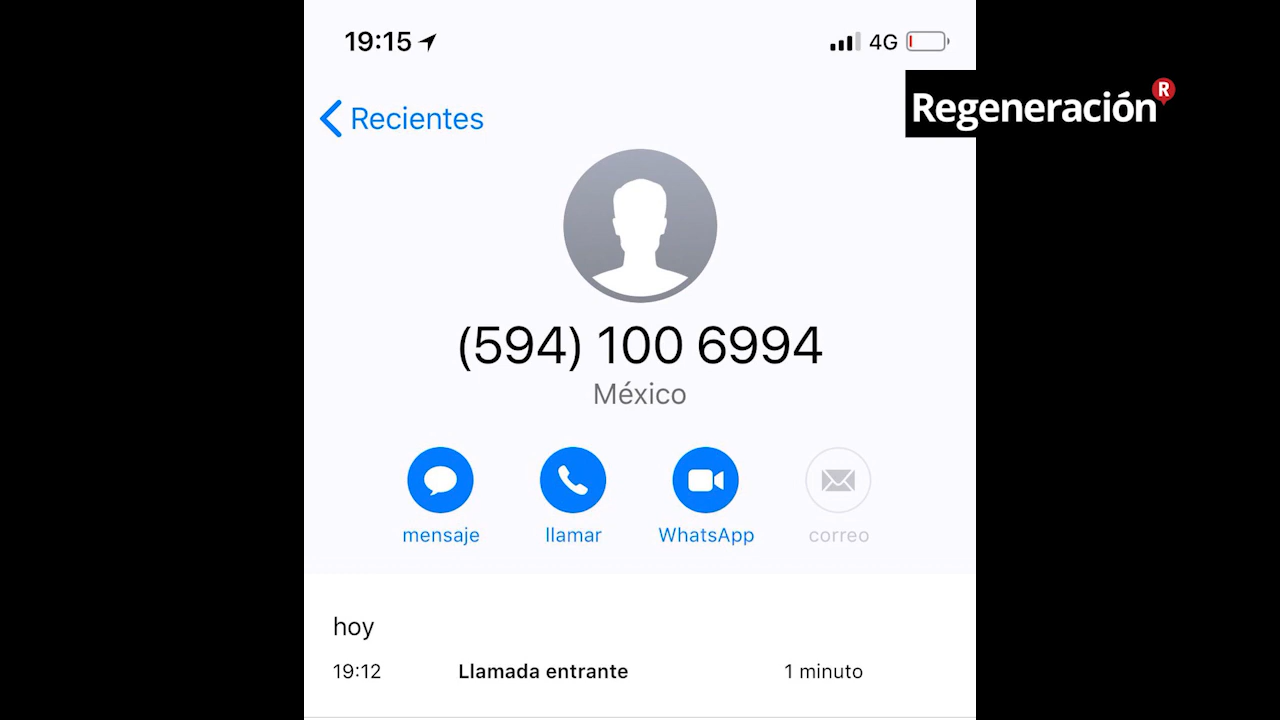 19:15 4G
Regeneración R
Recientes
(594) 100 6994
México
mensaje llamar WhatsApp correo
hoy
19:12 Llamada entrante 1 minuto